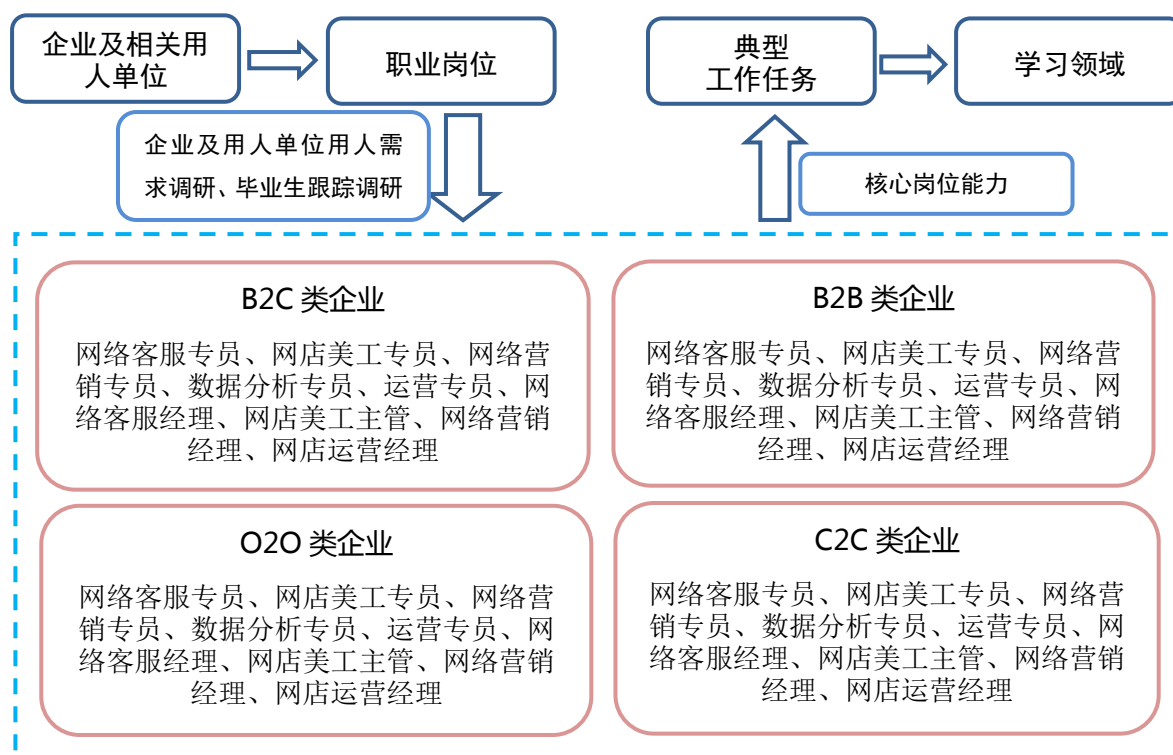 企业及相关用
人单位
职业岗位
典型
工作任务
学习领域
企业及用人单位用人需
求调研、毕业生跟踪调研
核心岗位能力
B2C 类企业
网络客服专员、网店美工专员、网络营
销专员、数据分析专员、运营专员、网
络客服经理、网店美工主管、网络营销
经理、网店运营经理
B2B 类企业
网络客服专员、网店美工专员、网络营
销专员、数据分析专员、运营专员、网
络客服经理、网店美工主管、网络营销
经理、网店运营经理
O2O 类企业
网络客服专员、网店美工专员、网络营
销专员、数据分析专员、运营专员、网
络客服经理、网店美工主管、网络营销
经理、网店运营经理
C2C 类企业
网络客服专员、网店美工专员、网络营
销专员、数据分析专员、运营专员、网
络客服经理、网店美工主管、网络营销
经理、网店运营经理